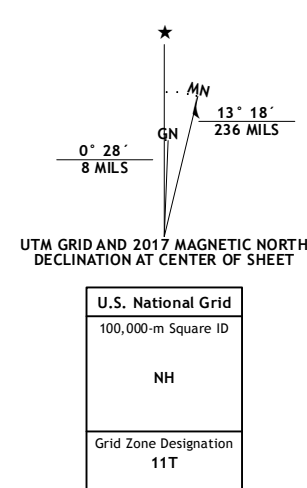 ★
MN
GN
13° 18´
236 MILS
0° 28´
8 MILS
UTM GRID AND 2017 MAGNETIC NORTH
DECLINATION AT CENTER OF SHEET
U.S. National Grid
100,000-m Square ID
NH
Grid Zone Designation
11T